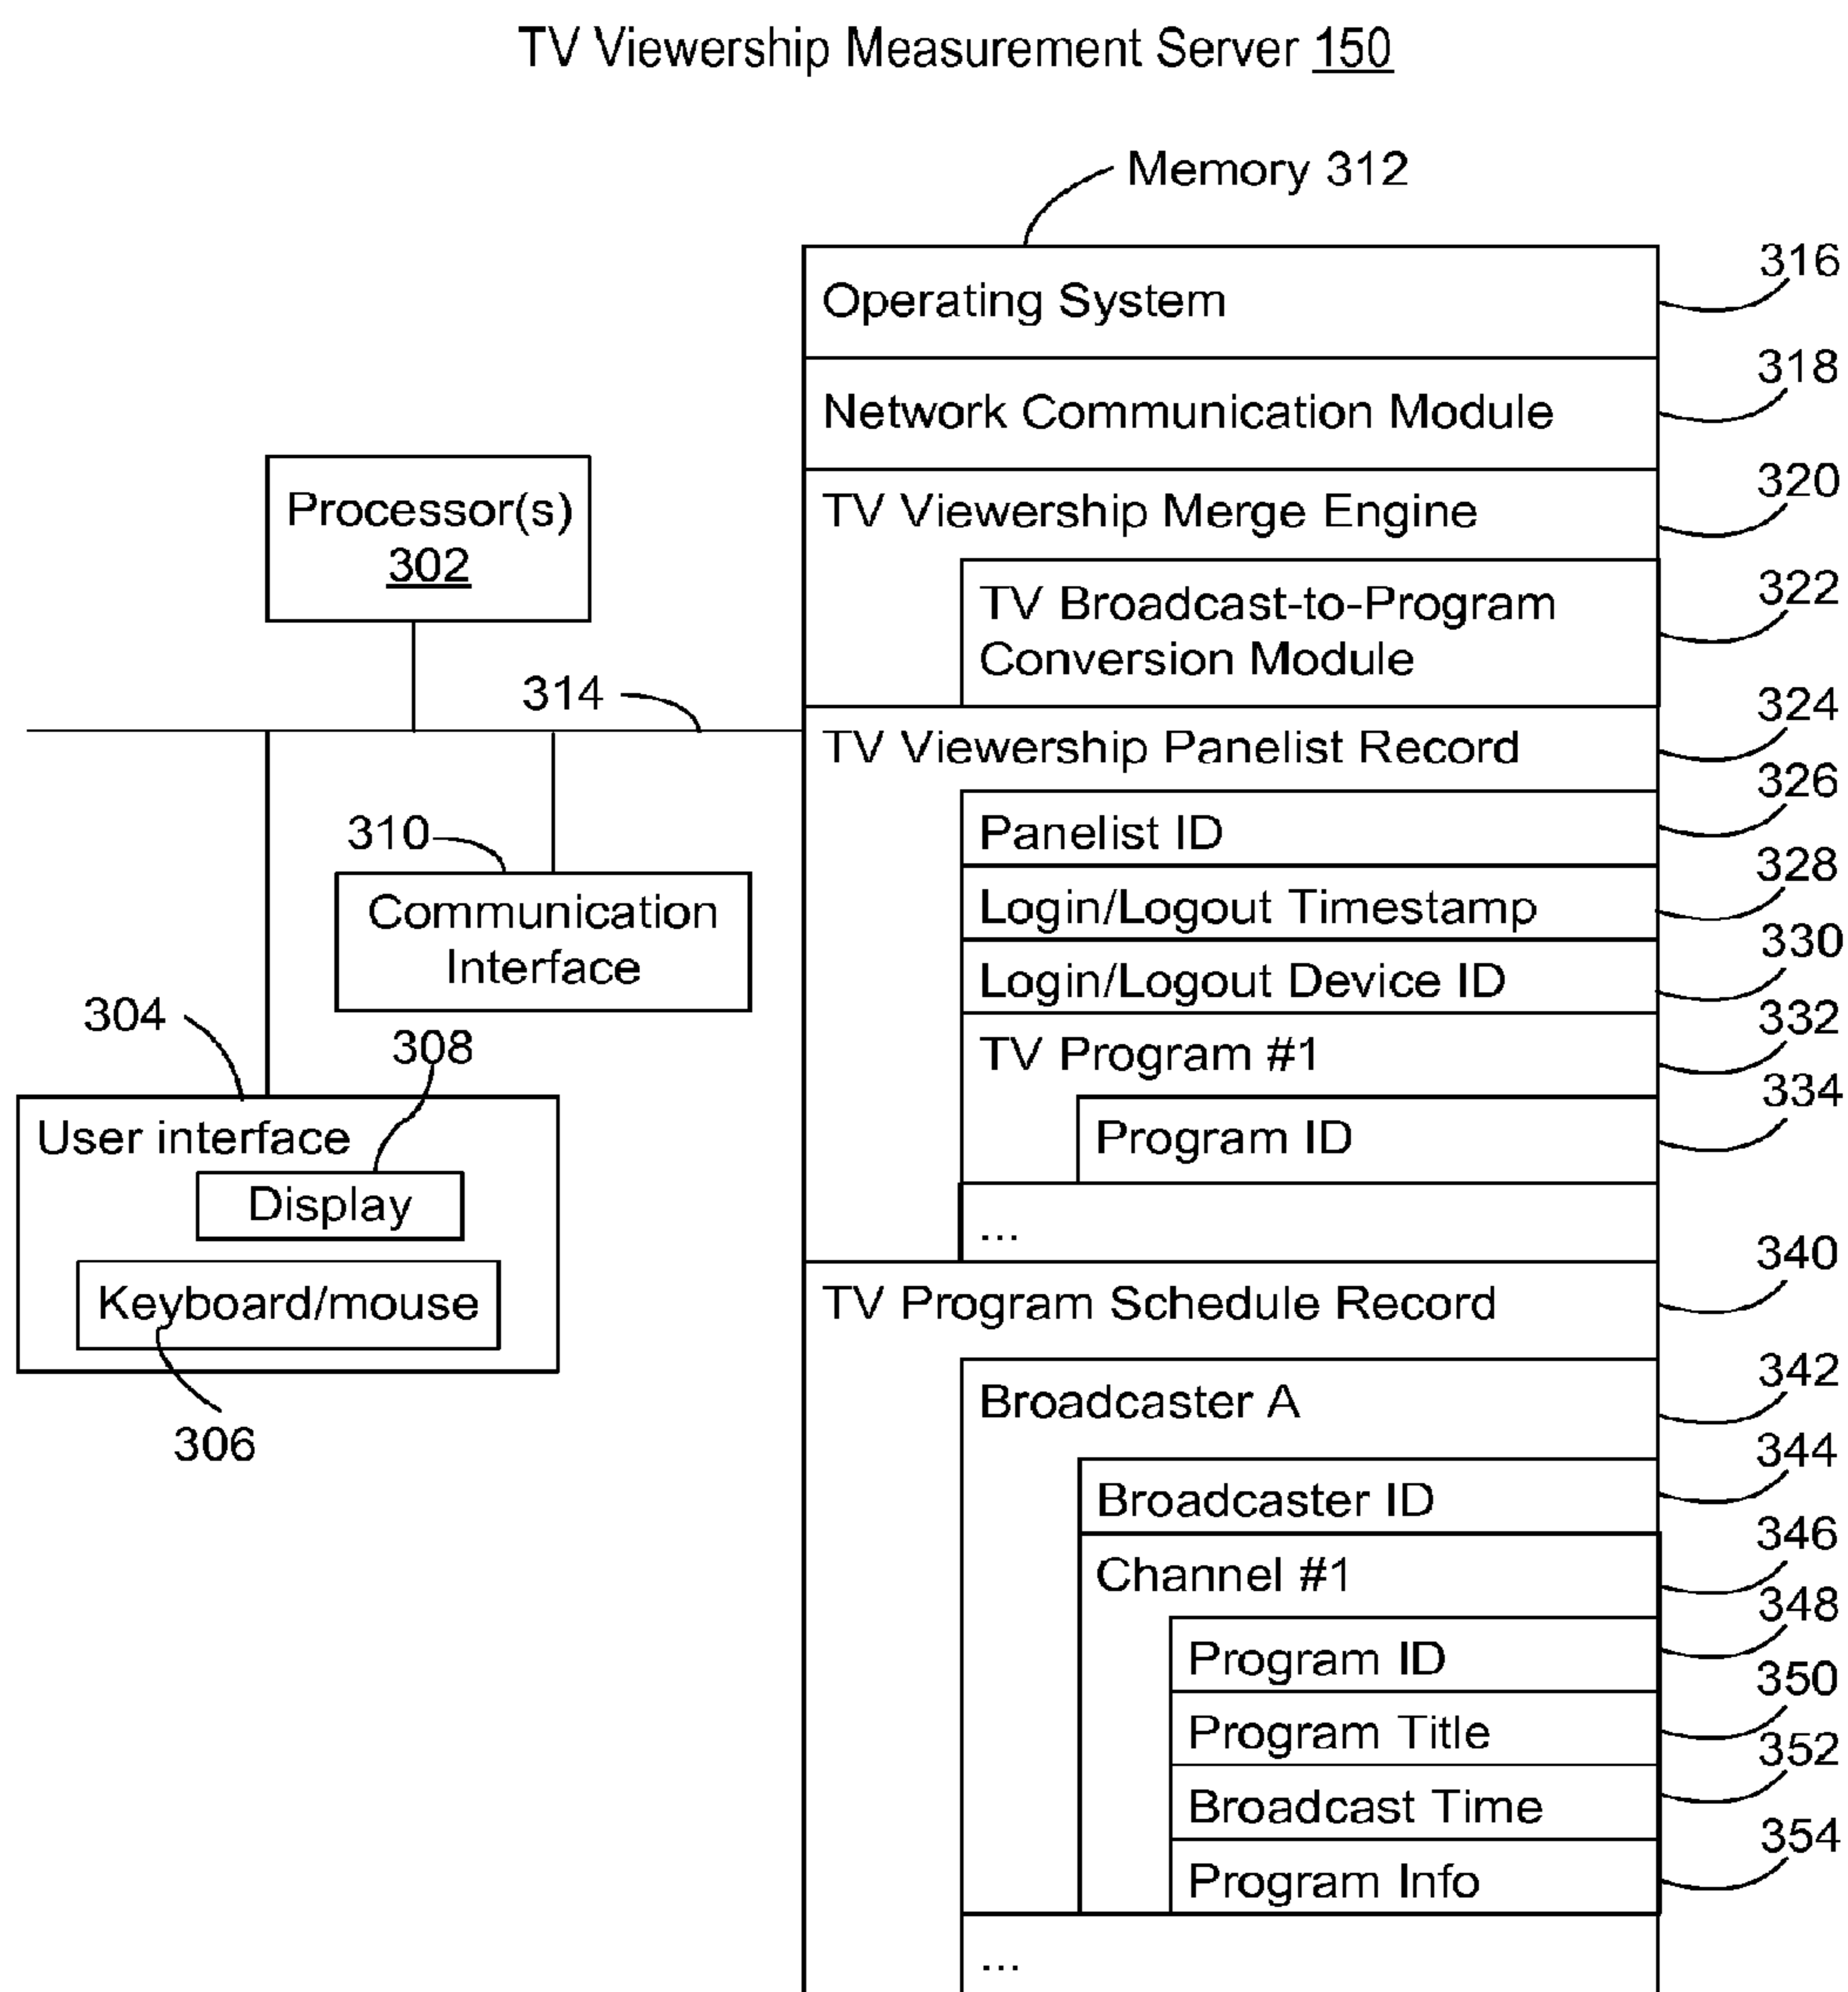 TV Viewership Measurement Server 150
Memory 312
Operating System
316
Network Communication Module
318
TV Viewership Merge Engine
320
TV Broadcast-to-Program
Conversion Module
322
TV Viewership Panelist Record
324
Panelist ID
326
Login/Logout Timestamp
328
Login/Logout Device ID
330
TV Program #1
332
Program ID
334
...
TV Program Schedule Record
340
Broadcaster A
342
Broadcaster ID
344
Channel #1
346
Program ID
348
Program Title
350
Broadcast Time
352
Program Info
354
...
Processor(s)
302
314
310
Communication
Interface
304
308
User interface
Display
Keyboard/mouse
306